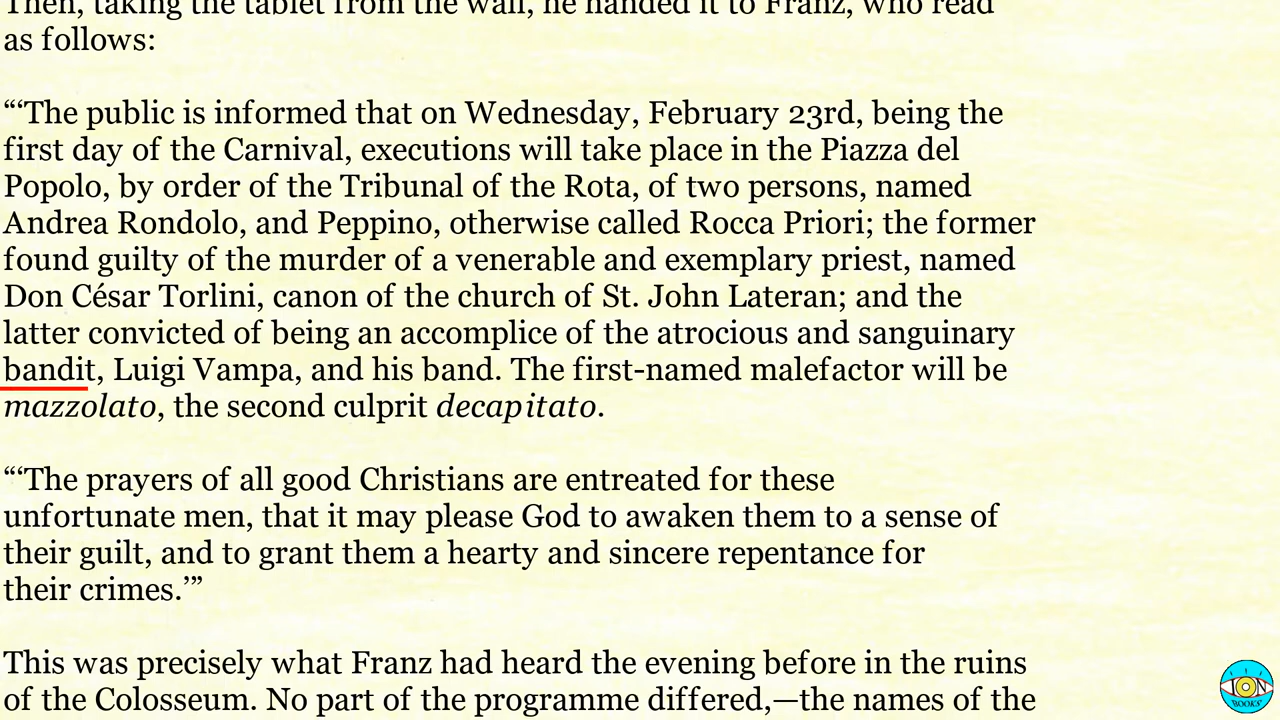 Then, taking the tablet from the wall, he handed it to Franz, who read
as follows:
“‘The public is informed that on Wednesday, February 23rd, being the
first day of the Carnival, executions will take place in the Piazza del
Popolo, by order of the Tribunal of the Rota, of two persons, named
Andrea Rondolo, and Peppino, otherwise called Rocca Priori; the former
found guilty of the murder of a venerable and exemplary priest, named
Don César Torlini, canon of the church of St. John Lateran; and the
latter convicted of being an accomplice of the atrocious and sanguinary
bandit, Luigi Vampa, and his band. The first-named malefactor will be
mazzolato, the second culprit decapitato.
“‘The prayers of all good Christians are entreated for these
unfortunate men, that it may please God to awaken them to a sense of
their guilt, and to grant them a hearty and sincere repentance for
their crimes.’”
This was precisely what Franz had heard the evening before in the ruins
of the Colosseum. No part of the programme differed,—the names of the
ION
BOOKS